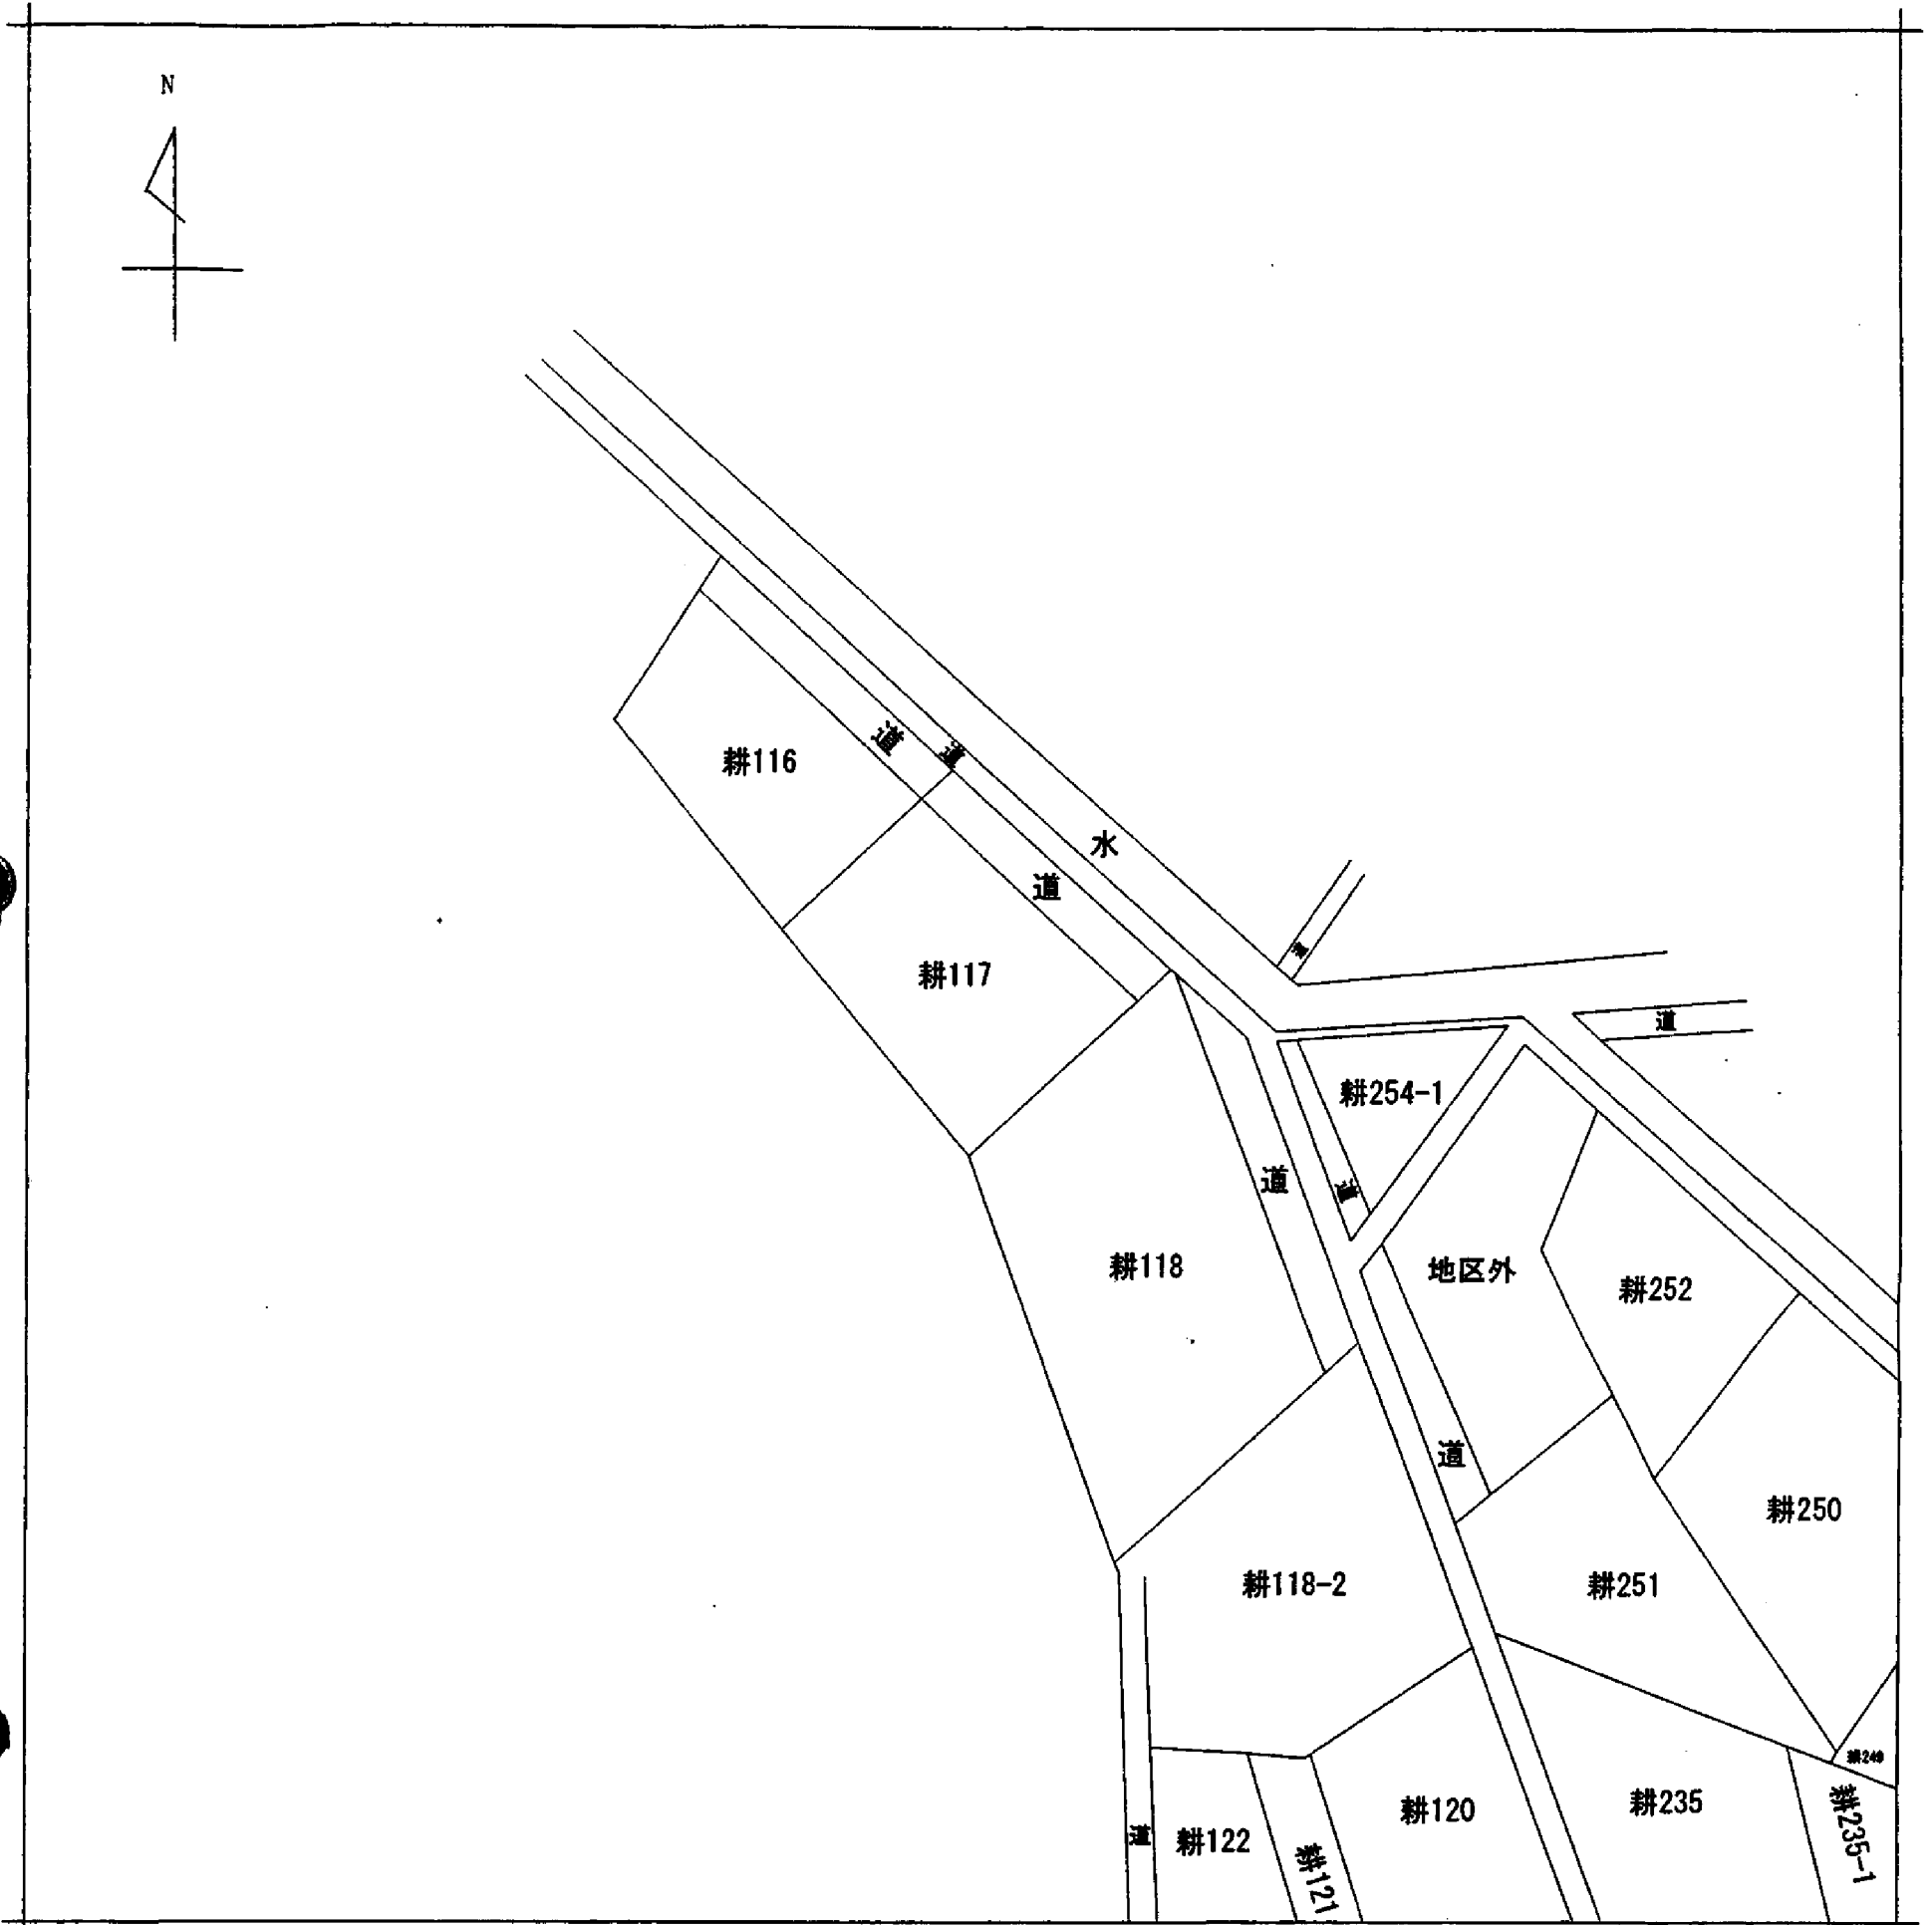 N
道
道
耕116
水
道
道
耕117
道
耕254-1
道
道
耕118
地区外
耕252
道
耕250
耕118-2
耕251
耕249
耕235
耕120
耕235-1
道
耕122
耕121